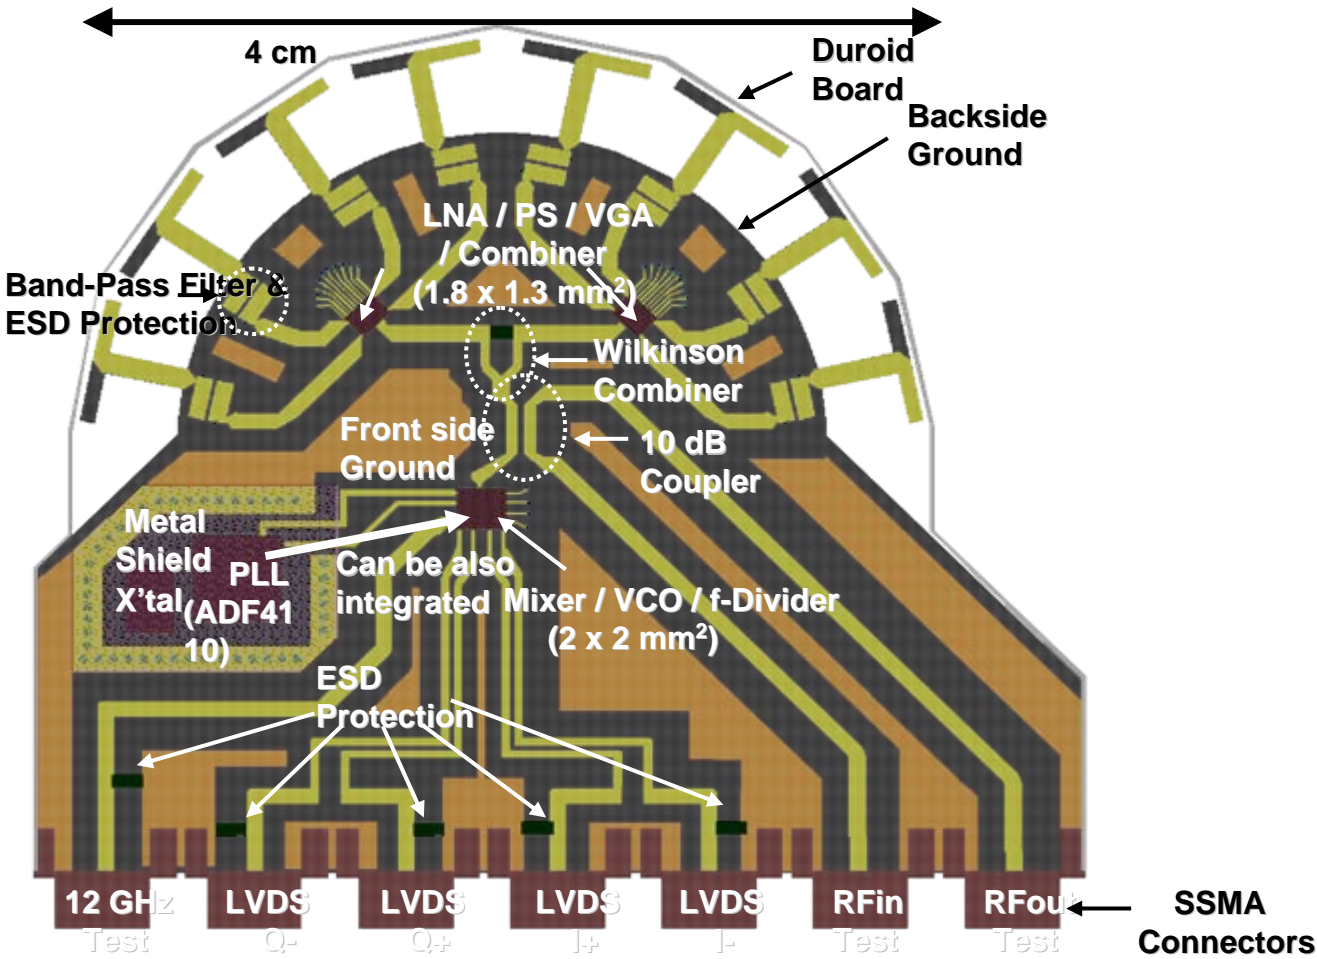 4 cm
Duroid
Board
Backside
Ground
LNA / PS / VGA
/ Combiner
(1.8 x 1.3 mm²)
Band-Pass Filter &
ESD Protection
Wilkinson
Combiner
Front side
Ground
10 dB
Coupler
Metal
Shield
X'tal
PLL
(ADF41
10)
Can be also
integrated
Mixer / VCO / f-Divider
(2 x 2 mm²)
ESD
Protection
12 GHz
Test
LVDS
Q-
LVDS
Q+
LVDS
I+
LVDS
I-
RFin
Test
RFout
Test
SSMA
Connectors